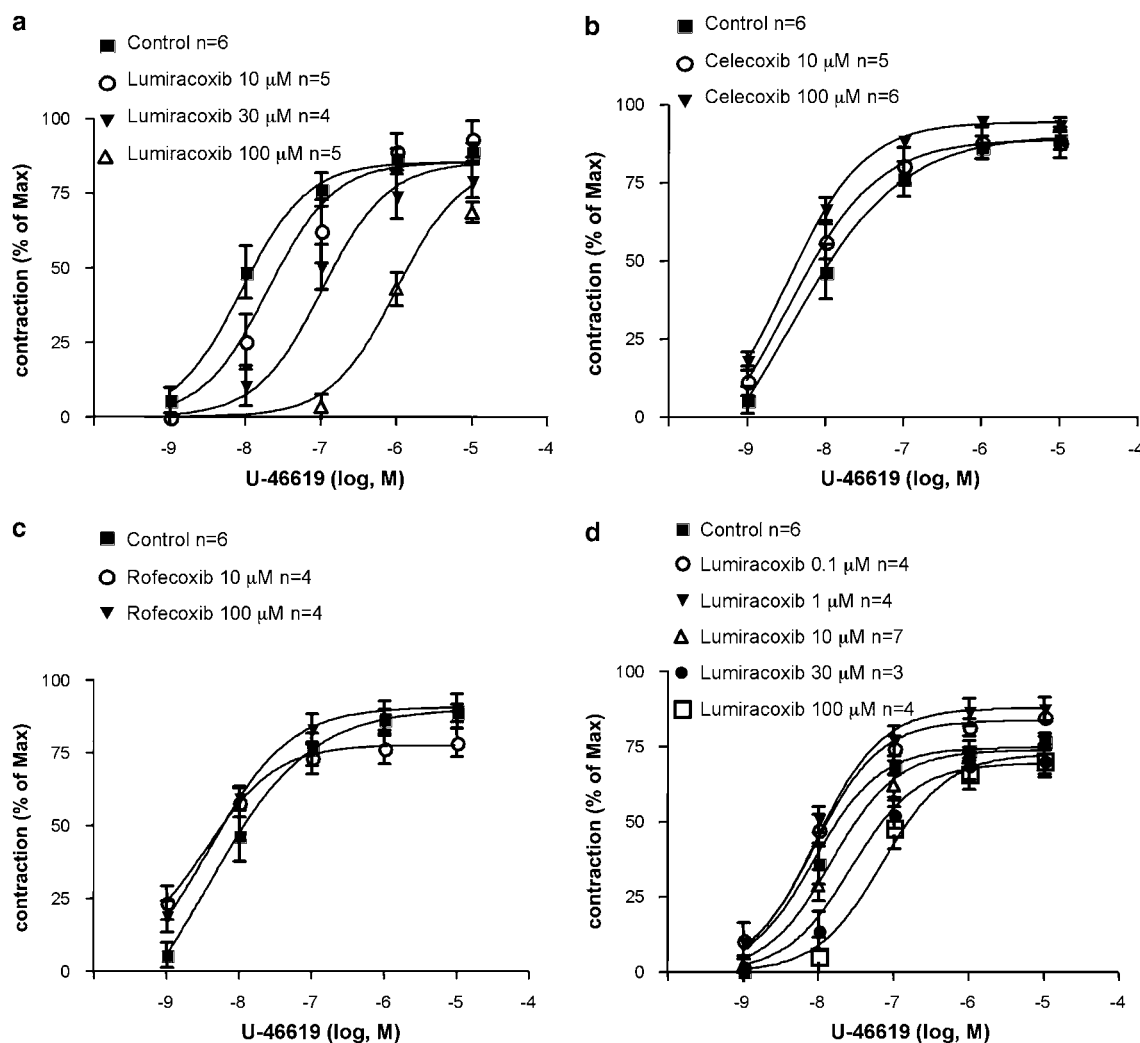 a
Control n=6
Lumiracoxib 10 μM n=5
Lumiracoxib 30 μM n=4
Lumiracoxib 100 μM n=5
100
75
50
25
0
contraction (% of Max)
-9 -8 -7 -6 -5 -4
U-46619 (log, M)
b
Control n=6
Celecoxib 10 μM n=5
Celecoxib 100 μM n=6
100
75
50
25
0
contraction (% of Max)
-9 -8 -7 -6 -5 -4
U-46619 (log, M)
c
Control n=6
Rofecoxib 10 μM n=4
Rofecoxib 100 μM n=4
100
75
50
25
0
contraction (% of Max)
-9 -8 -7 -6 -5 -4
U-46619 (log, M)
d
Control n=6
Lumiracoxib 0.1 μM n=4
Lumiracoxib 1 μM n=4
Lumiracoxib 10 μM n=7
Lumiracoxib 30 μM n=3
Lumiracoxib 100 μM n=4
100
75
50
25
0
contraction (% of Max)
-9 -8 -7 -6 -5 -4
U-46619 (log, M)